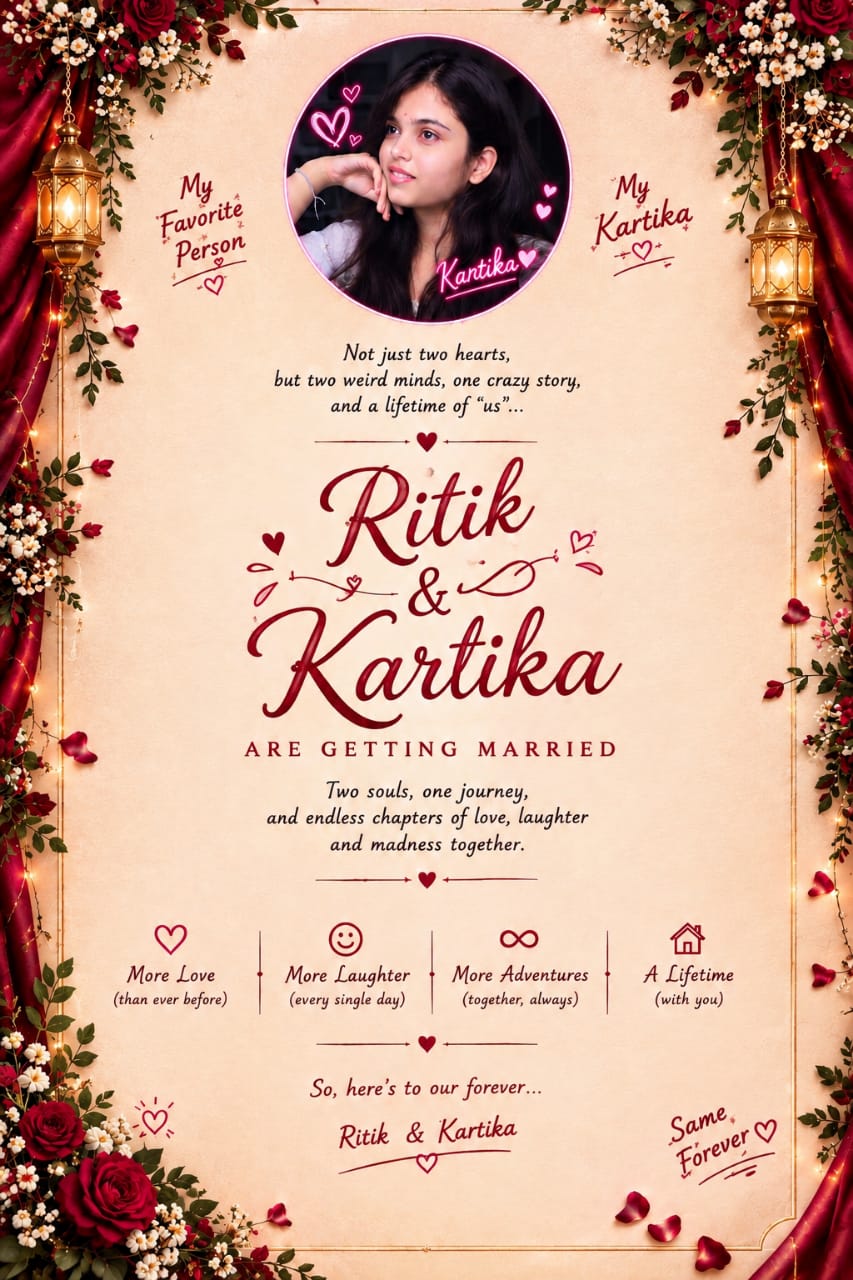 My
Favorite
Person
My
Kartika
Kantika
Not just two hearts,
but two weird minds, one crazy story,
and a lifetime of “us”...
Ritik
&
Kartika
ARE GETTING MARRIED
Two souls, one journey,
and endless chapters of love, laughter
and madness together.
More Love
(than ever before)
More Laughter
(every single day)
More Adventures
(together, always)
A Lifetime
(with you)
So, here’s to our forever...
Ritik & Kartika
Same
Forever